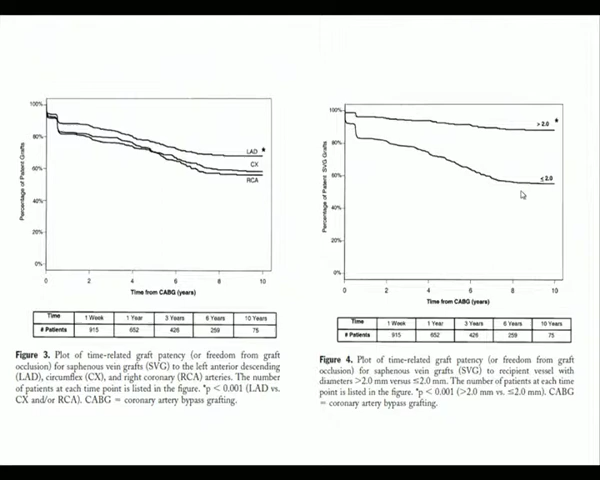 100%
80%
60%
40%
20%
0%
Percentage of Patent Grafts
LAD *
CX
RCA
0 2 4 6 8 10
Time from CABG (years)
Time 1 Week 1 Year 3 Years 6 Years 10 Years
# Patients 915 652 426 259 75
Figure 3. Plot of time-related graft patency (or freedom from graft
occlusion) for saphenous vein grafts (SVG) to the left anterior descending
(LAD), circumflex (CX), and right coronary (RCA) arteries. The number
of patients at each time point is listed in the figure. *p < 0.001 (LAD vs.
CX and/or RCA). CABG = coronary artery bypass grafting.
100%
80%
60%
40%
20%
0%
Percentage of Patent SVG Grafts
> 2.0 *
≤ 2.0
0 2 4 6 8 10
Time from CABG (years)
Time 1 Week 1 Year 3 Years 6 Years 10 Years
# Patients 915 652 426 259 75
Figure 4. Plot of time-related graft patency (or freedom from graft
occlusion) for saphenous vein grafts (SVG) to recipient vessel with
diameters >2.0 mm versus ≤2.0 mm. The number of patients at each time
point is listed in the figure. *p < 0.001 (>2.0 mm vs. ≤2.0 mm). CABG
= coronary artery bypass grafting.